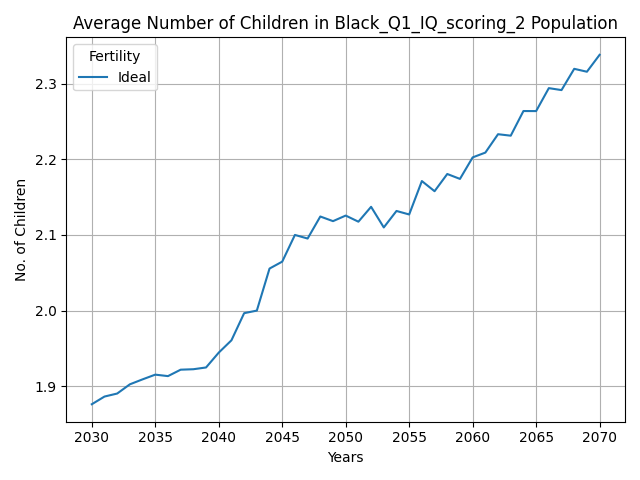 Average Number of Children in Black_Q1_IQ_scoring_2 Population
Fertility
Ideal
No. of Children
2.3
2.2
2.1
2.0
1.9
2030 2035 2040 2045 2050 2055 2060 2065 2070
Years